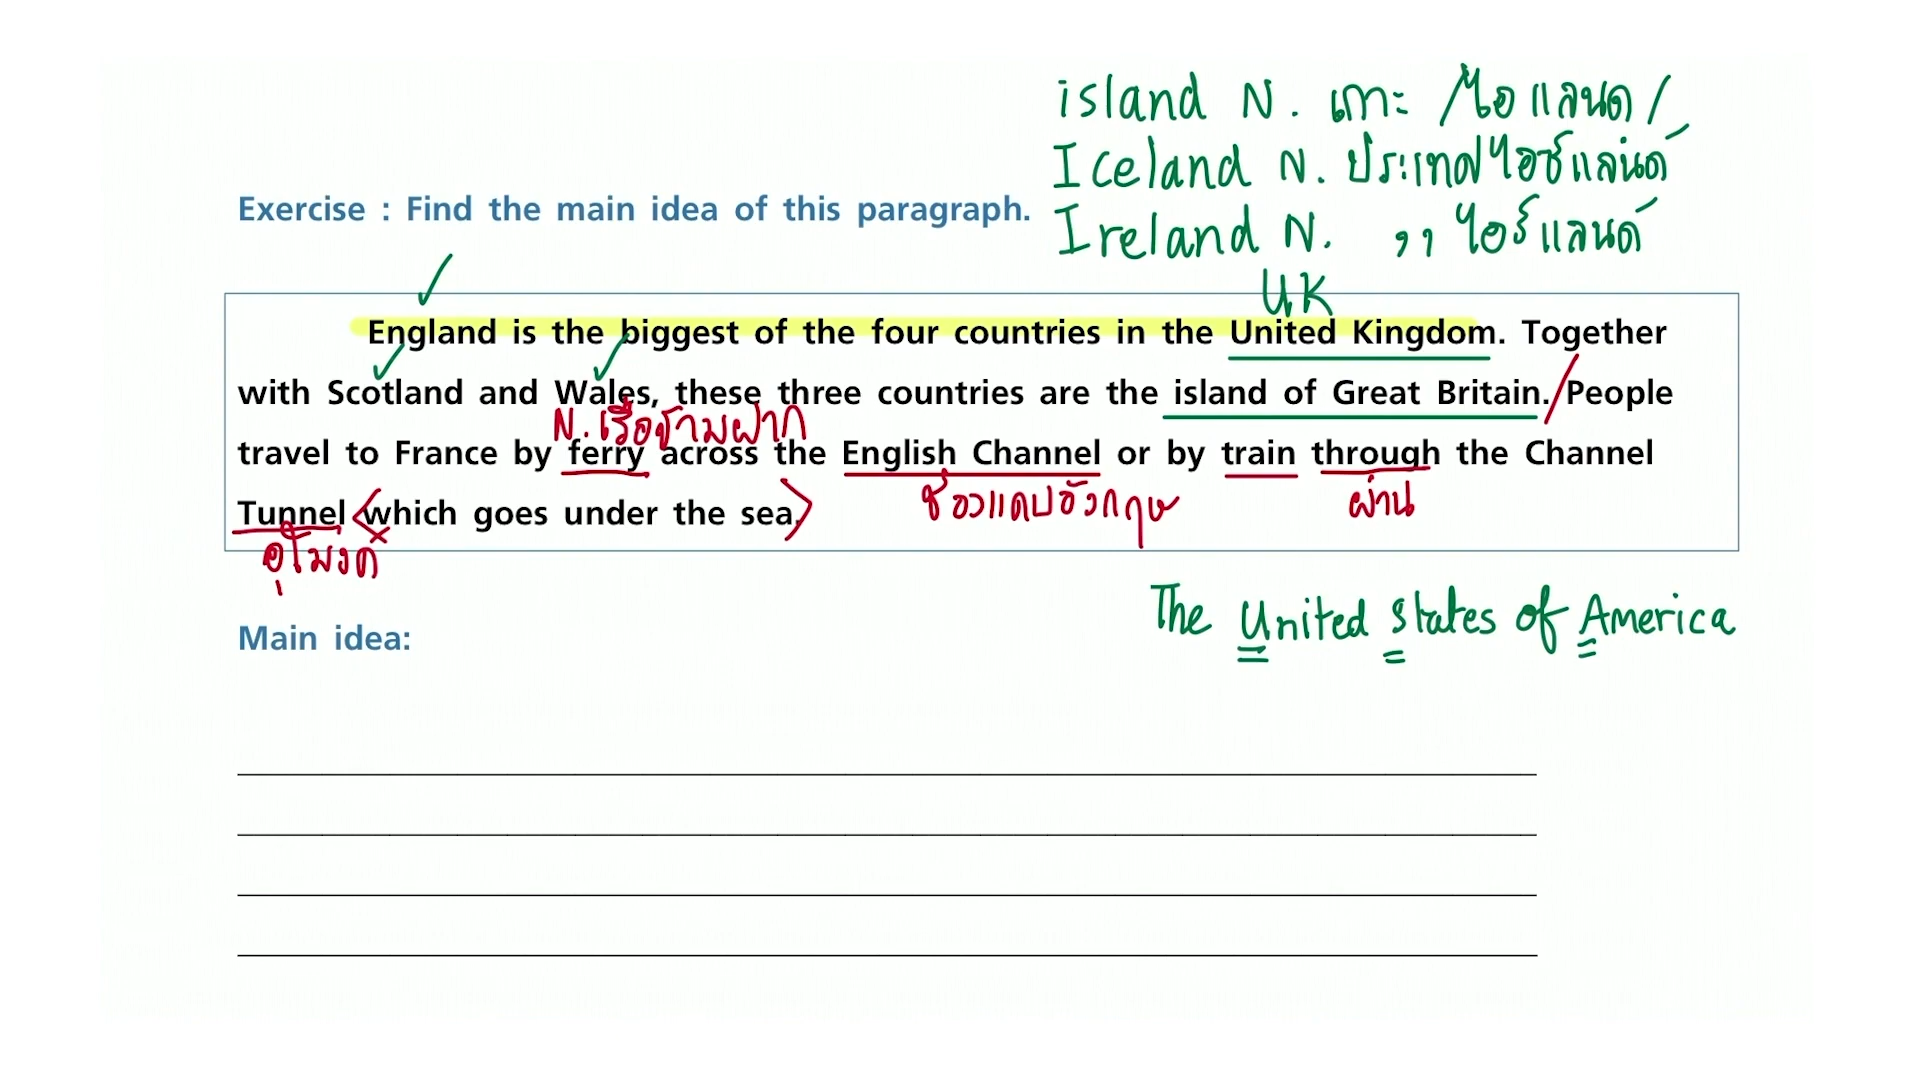 island N. เกาะ /ไอแลนด/
Iceland N. ประเทศไอซ์แลนด์
Exercise : Find the main idea of this paragraph.
Ireland N. ,, ไอร์แลนด์
UK
England is the biggest of the four countries in the United Kingdom. Together
with Scotland and Wales, these three countries are the island of Great Britain. People
N. เรือข้ามฝาก
travel to France by ferry across the English Channel or by train through the Channel
Tunnel which goes under the sea.
ช่องแคบอังกฤษ ผ่าน
อุโมงค์
The United States of America
Main idea: